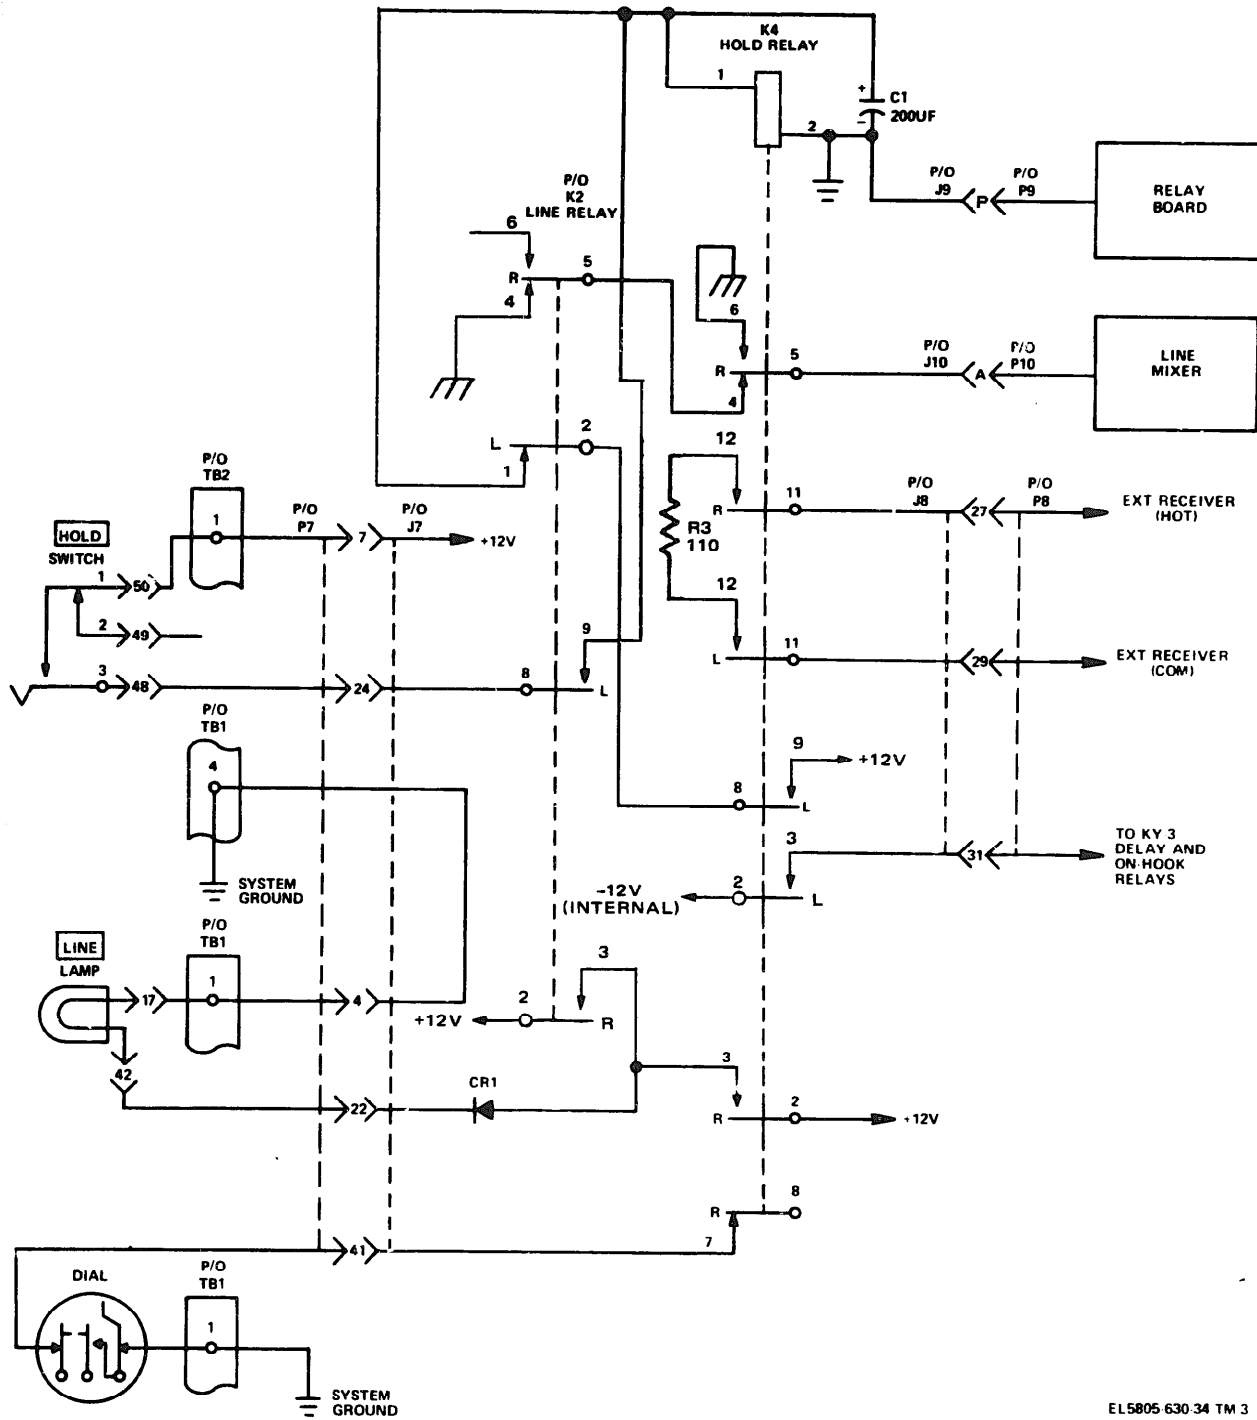 K4
HOLD RELAY
1
+
C1
200UF
−
2
P/O
J9
P
P/O
P9
RELAY
BOARD
P/O
K2
LINE RELAY
6
R
5
4
6
R
5
4
P/O
J10
A
P/O
P10
LINE
MIXER
L
2
1
12
R
11
R3
110
12
L
11
P/O
J8
27
P/O
P8
EXT RECEIVER
(HOT)
29
EXT RECEIVER
(COM)
P/O
TB2
1
P/O
P7
7
P/O
J7
+12V
HOLD
SWITCH
1
50
2
49
3
48
24
8
9
L
P/O
TB1
4
SYSTEM
GROUND
9
+12V
8
L
3
31
TO KY 3
DELAY AND
ON-HOOK
RELAYS
-12V
(INTERNAL)
2
L
LINE
LAMP
17
P/O
TB1
1
4
42
22
CR1
+12V
2
3
R
3
R
2
+12V
R
8
7
41
DIAL
P/O
TB1
1
SYSTEM
GROUND
EL5805-630-34 TM 3